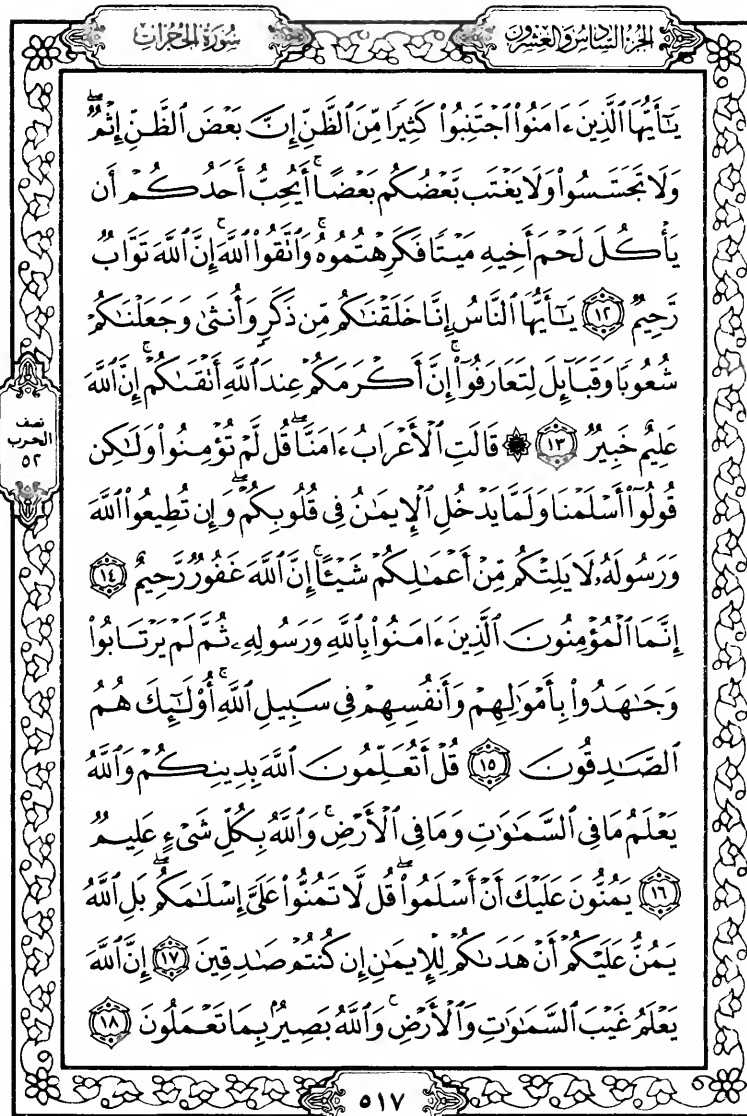 الجزء السادس والعشرون
سورة الحجرات
يَـٰٓأَيُّهَا ٱلَّذِينَ ءَامَنُوا۟ ٱجْتَنِبُوا۟ كَثِيرًا مِّنَ ٱلظَّنِّ إِنَّ بَعْضَ ٱلظَّنِّ إِثْمٌ ۖ
وَلَا تَجَسَّسُوا۟ وَلَا يَغْتَب بَّعْضُكُم بَعْضًا ۚ أَيُحِبُّ أَحَدُكُمْ أَن
يَأْكُلَ لَحْمَ أَخِيهِ مَيْتًا فَكَرِهْتُمُوهُ ۚ وَٱتَّقُوا۟ ٱللَّهَ ۚ إِنَّ ٱللَّهَ تَوَّابٌ
رَّحِيمٌ ١٢ يَـٰٓأَيُّهَا ٱلنَّاسُ إِنَّا خَلَقْنَـٰكُم مِّن ذَكَرٍ وَأُنثَىٰ وَجَعَلْنَـٰكُمْ
شُعُوبًا وَقَبَآئِلَ لِتَعَارَفُوٓا۟ ۚ إِنَّ أَكْرَمَكُمْ عِندَ ٱللَّهِ أَتْقَىٰكُمْ ۚ إِنَّ ٱللَّهَ
عَلِيمٌ خَبِيرٌ ١٣ ۞ قَالَتِ ٱلْأَعْرَابُ ءَامَنَّا ۖ قُل لَّمْ تُؤْمِنُوا۟ وَلَـٰكِن
قُولُوٓا۟ أَسْلَمْنَا وَلَمَّا يَدْخُلِ ٱلْإِيمَـٰنُ فِى قُلُوبِكُمْ ۖ وَإِن تُطِيعُوا۟ ٱللَّهَ
وَرَسُولَهُۥ لَا يَلِتْكُم مِّنْ أَعْمَـٰلِكُمْ شَيْـًٔا ۚ إِنَّ ٱللَّهَ غَفُورٌ رَّحِيمٌ ١٤
إِنَّمَا ٱلْمُؤْمِنُونَ ٱلَّذِينَ ءَامَنُوا۟ بِٱللَّهِ وَرَسُولِهِۦ ثُمَّ لَمْ يَرْتَابُوا۟
وَجَـٰهَدُوا۟ بِأَمْوَٰلِهِمْ وَأَنفُسِهِمْ فِى سَبِيلِ ٱللَّهِ ۚ أُو۟لَـٰٓئِكَ هُمُ
ٱلصَّـٰدِقُونَ ١٥ قُلْ أَتُعَلِّمُونَ ٱللَّهَ بِدِينِكُمْ وَٱللَّهُ
يَعْلَمُ مَا فِى ٱلسَّمَـٰوَٰتِ وَمَا فِى ٱلْأَرْضِ ۚ وَٱللَّهُ بِكُلِّ شَىْءٍ عَلِيمٌ
١٦ يَمُنُّونَ عَلَيْكَ أَنْ أَسْلَمُوا۟ ۖ قُل لَّا تَمُنُّوا۟ عَلَىَّ إِسْلَـٰمَكُم ۖ بَلِ ٱللَّهُ
يَمُنُّ عَلَيْكُمْ أَنْ هَدَىٰكُمْ لِلْإِيمَـٰنِ إِن كُنتُمْ صَـٰدِقِينَ ١٧ إِنَّ ٱللَّهَ
يَعْلَمُ غَيْبَ ٱلسَّمَـٰوَٰتِ وَٱلْأَرْضِ ۚ وَٱللَّهُ بَصِيرٌۢ بِمَا تَعْمَلُونَ ١٨
نصف
الحزب
٥٢
٥١٧